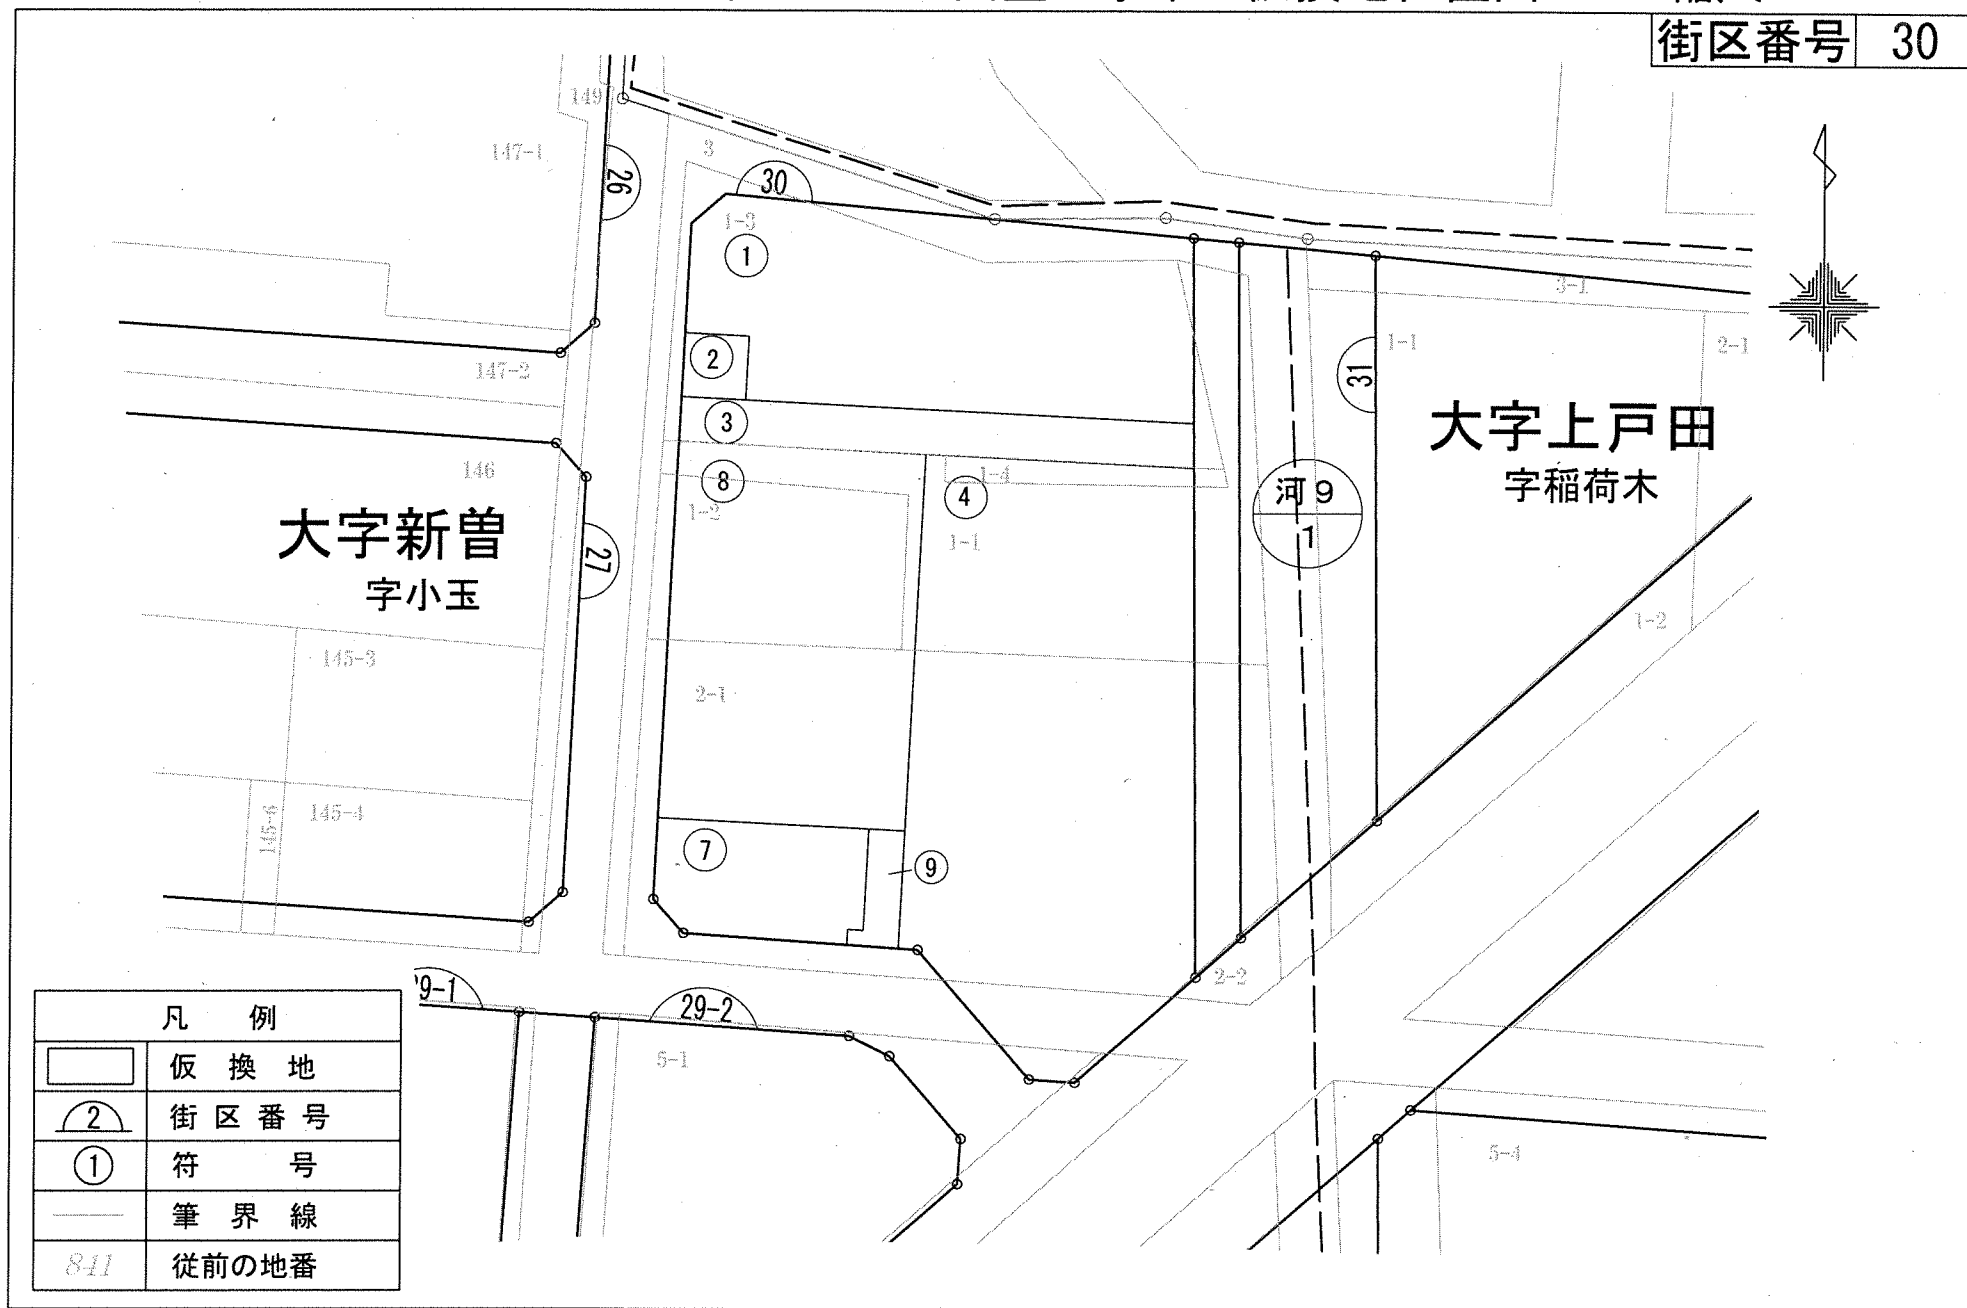 街区番号 30
149
147-1
26
3
30
1-3
①
3-1
1-1
2-1
②
31
147-2
③
大字上戸田
字稲荷木
146
⑧
1-2
④
1-4
1-1
河9
1
大字新曽
字小玉
27
1-2
145-3
2-1
145-4
⑦
⑨
2-2
9-1
29-2
5-1
5-4
凡 例
仮 換 地
2 街 区 番 号
① 符 号
筆 界 線
841 従前の地番